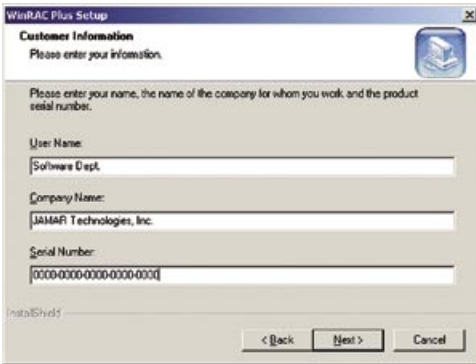 WinRAC Plus Setup
Customer Information
Please enter your information.
Please enter your name, the name of the company for whom you work and the product
serial number.
User Name:
Software Dept.
Company Name:
JAMAR Technologies, Inc.
Serial Number:
0000-0000-0000-0000-0000
InstallShield
< Back
Next >
Cancel